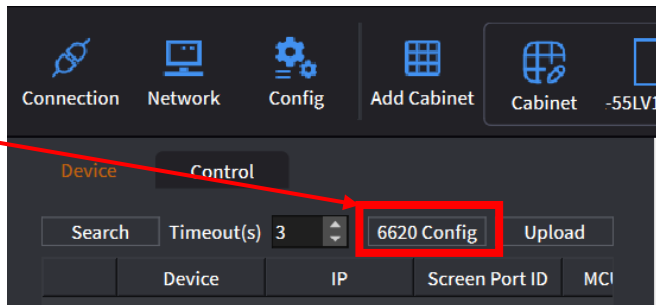 Connection Network Config Add Cabinet Cabinet -55LV1
Device Control
Search Timeout(s) 3 6620 Config Upload
Device IP Screen Port ID MCU